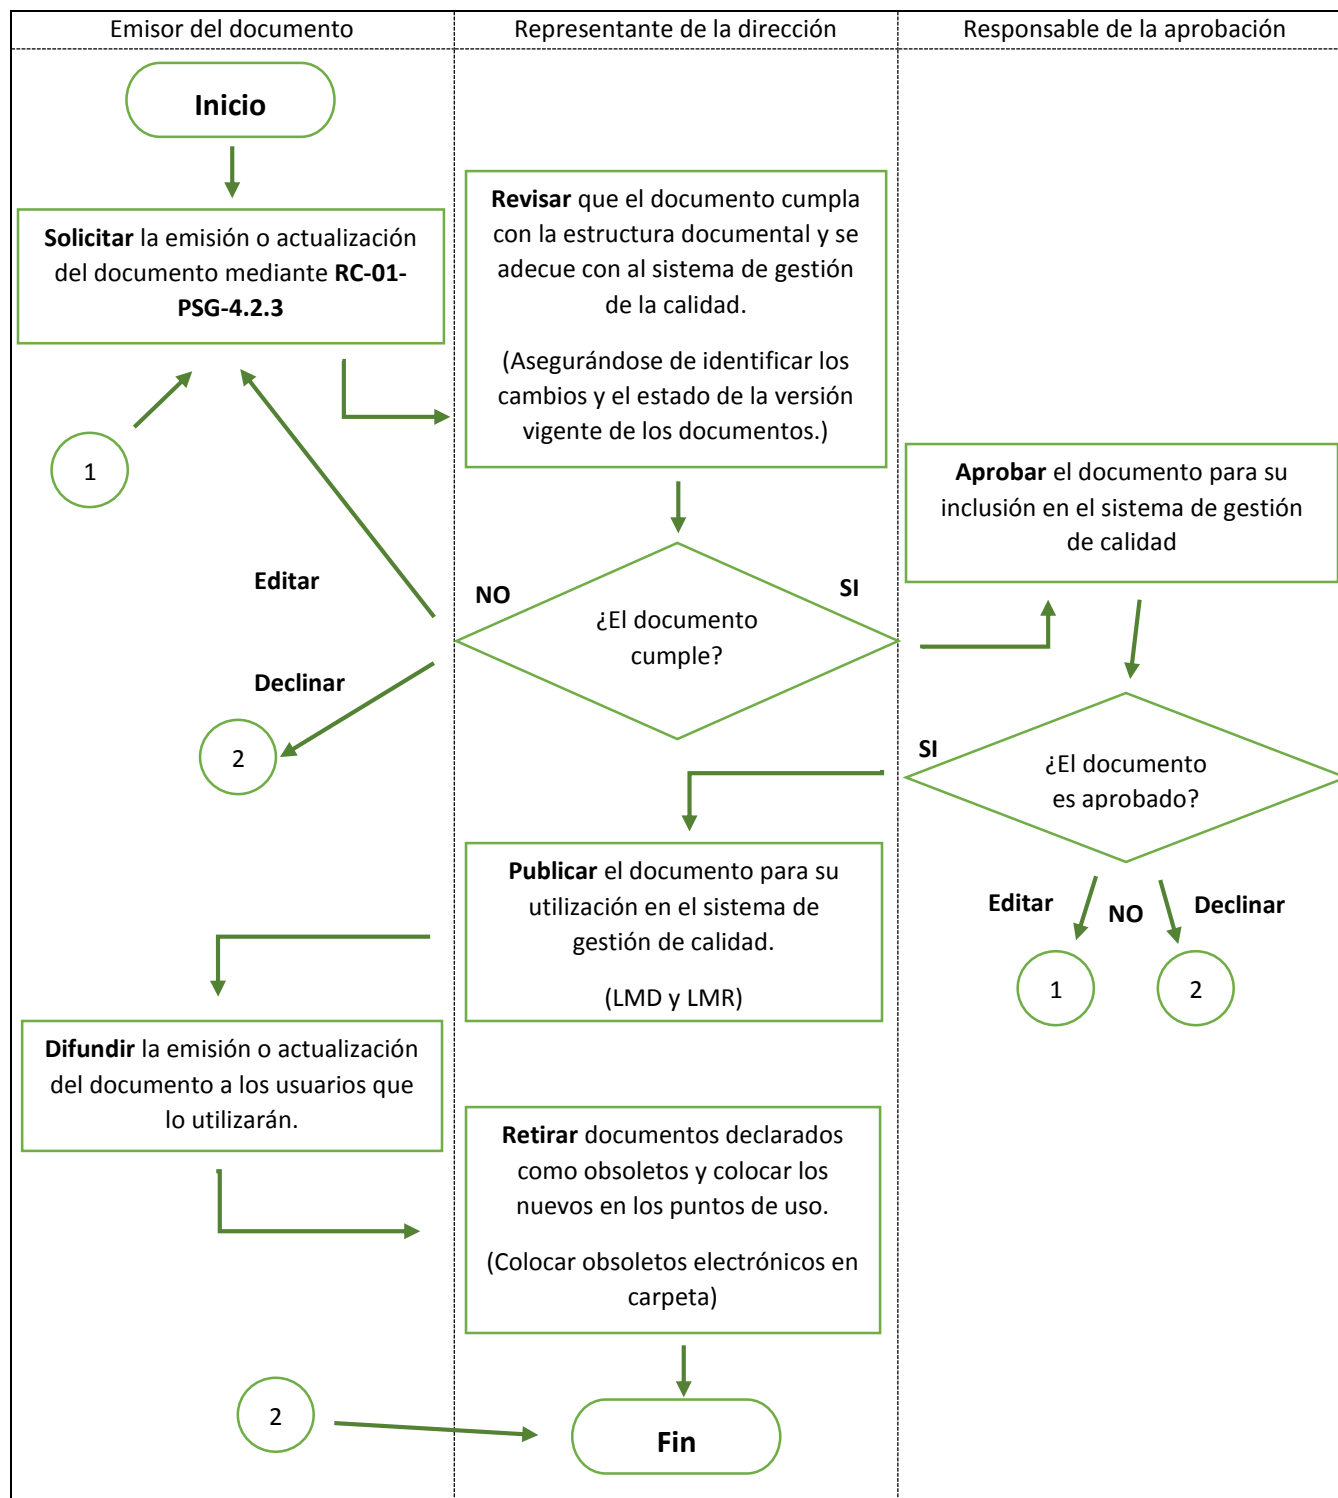 Emisor del documento
Representante de la dirección
Responsable de la aprobación
Inicio
Solicitar la emisión o actualización
del documento mediante RC-01-
PSG-4.2.3
Revisar que el documento cumpla
con la estructura documental y se
adecue con al sistema de gestión
de la calidad.
(Asegurándose de identificar los
cambios y el estado de la versión
vigente de los documentos.)
1
Aprobar el documento para su
inclusión en el sistema de gestión
de calidad
Editar
NO
SI
¿El documento
cumple?
Declinar
2
SI
¿El documento
es aprobado?
Publicar el documento para su
utilización en el sistema de
gestión de calidad.
(LMD y LMR)
Editar
NO
Declinar
1
2
Difundir la emisión o actualización
del documento a los usuarios que
lo utilizarán.
Retirar documentos declarados
como obsoletos y colocar los
nuevos en los puntos de uso.
(Colocar obsoletos electrónicos en
carpeta)
2
Fin